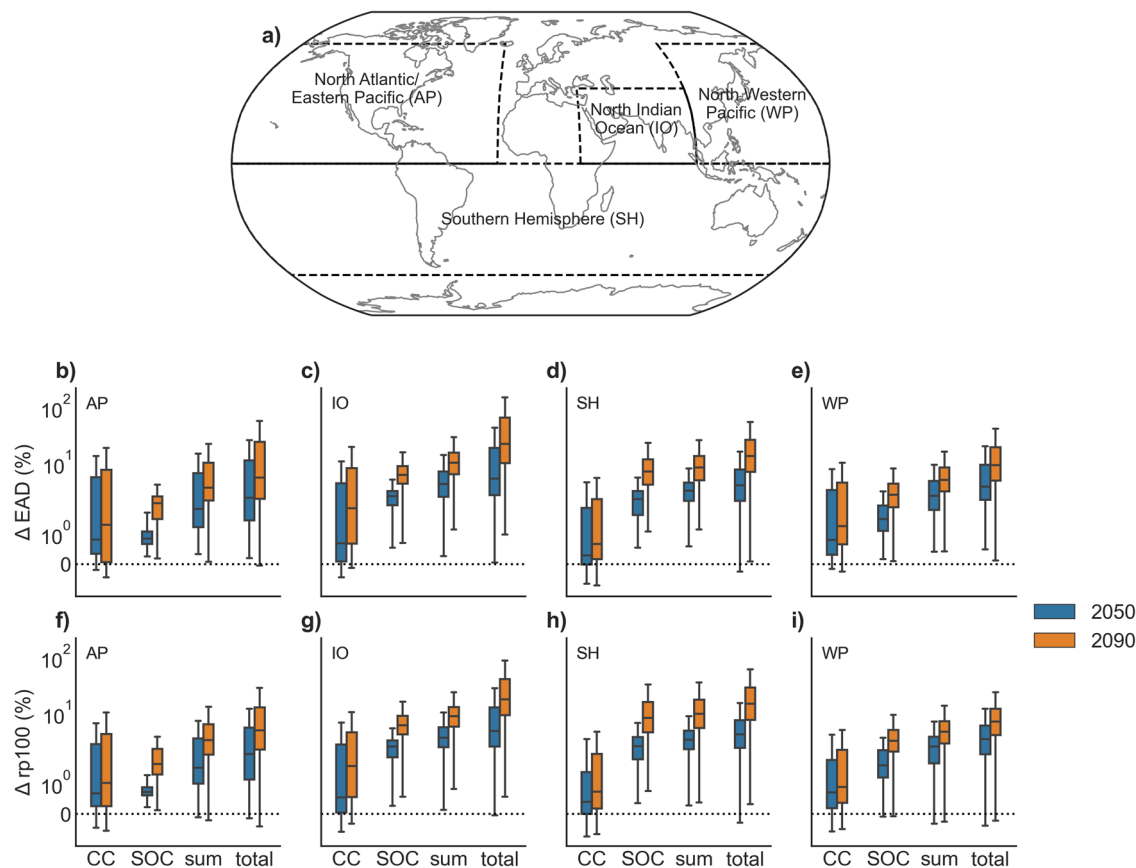 a)
North Atlantic/
Eastern Pacific (AP)
North Indian
Ocean (IO)
North Western
Pacific (WP)
Southern Hemisphere (SH)
b)
c)
d)
e)
AP
IO
SH
WP
Δ EAD (%)
10²
10¹
10⁰
0
f)
g)
h)
i)
AP
IO
SH
WP
Δ rp100 (%)
10²
10¹
10⁰
0
2050
2090
CC SOC sum total
CC SOC sum total
CC SOC sum total
CC SOC sum total